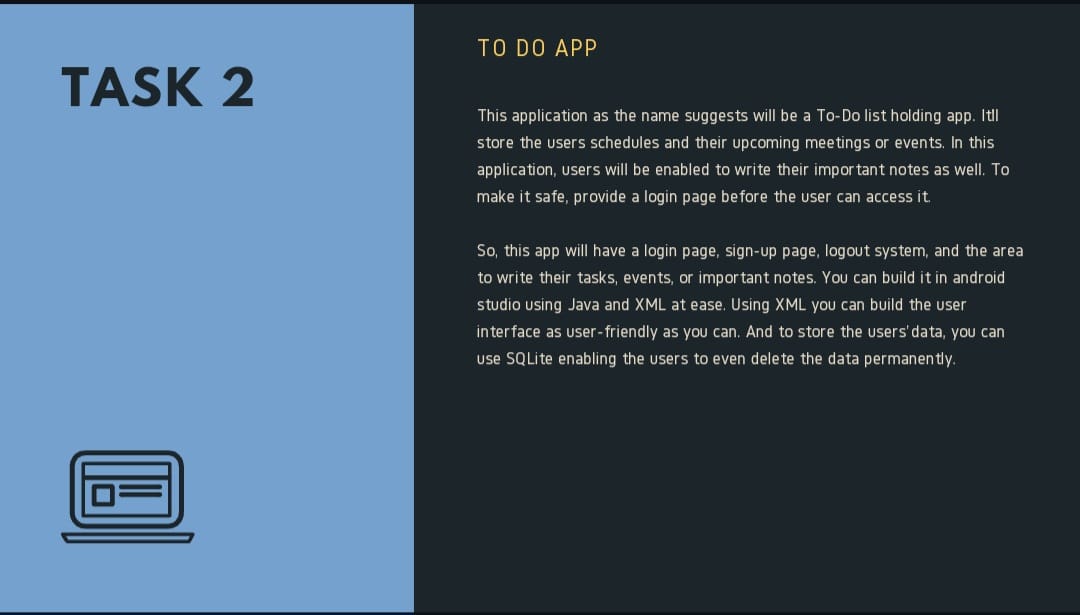 TASK 2
TO DO APP
This application as the name suggests will be a To-Do list holding app. Itll
store the users schedules and their upcoming meetings or events. In this
application, users will be enabled to write their important notes as well. To
make it safe, provide a login page before the user can access it.
So, this app will have a login page, sign-up page, logout system, and the area
to write their tasks, events, or important notes. You can build it in android
studio using Java and XML at ease. Using XML you can build the user
interface as user-friendly as you can. And to store the users' data, you can
use SQLite enabling the users to even delete the data permanently.